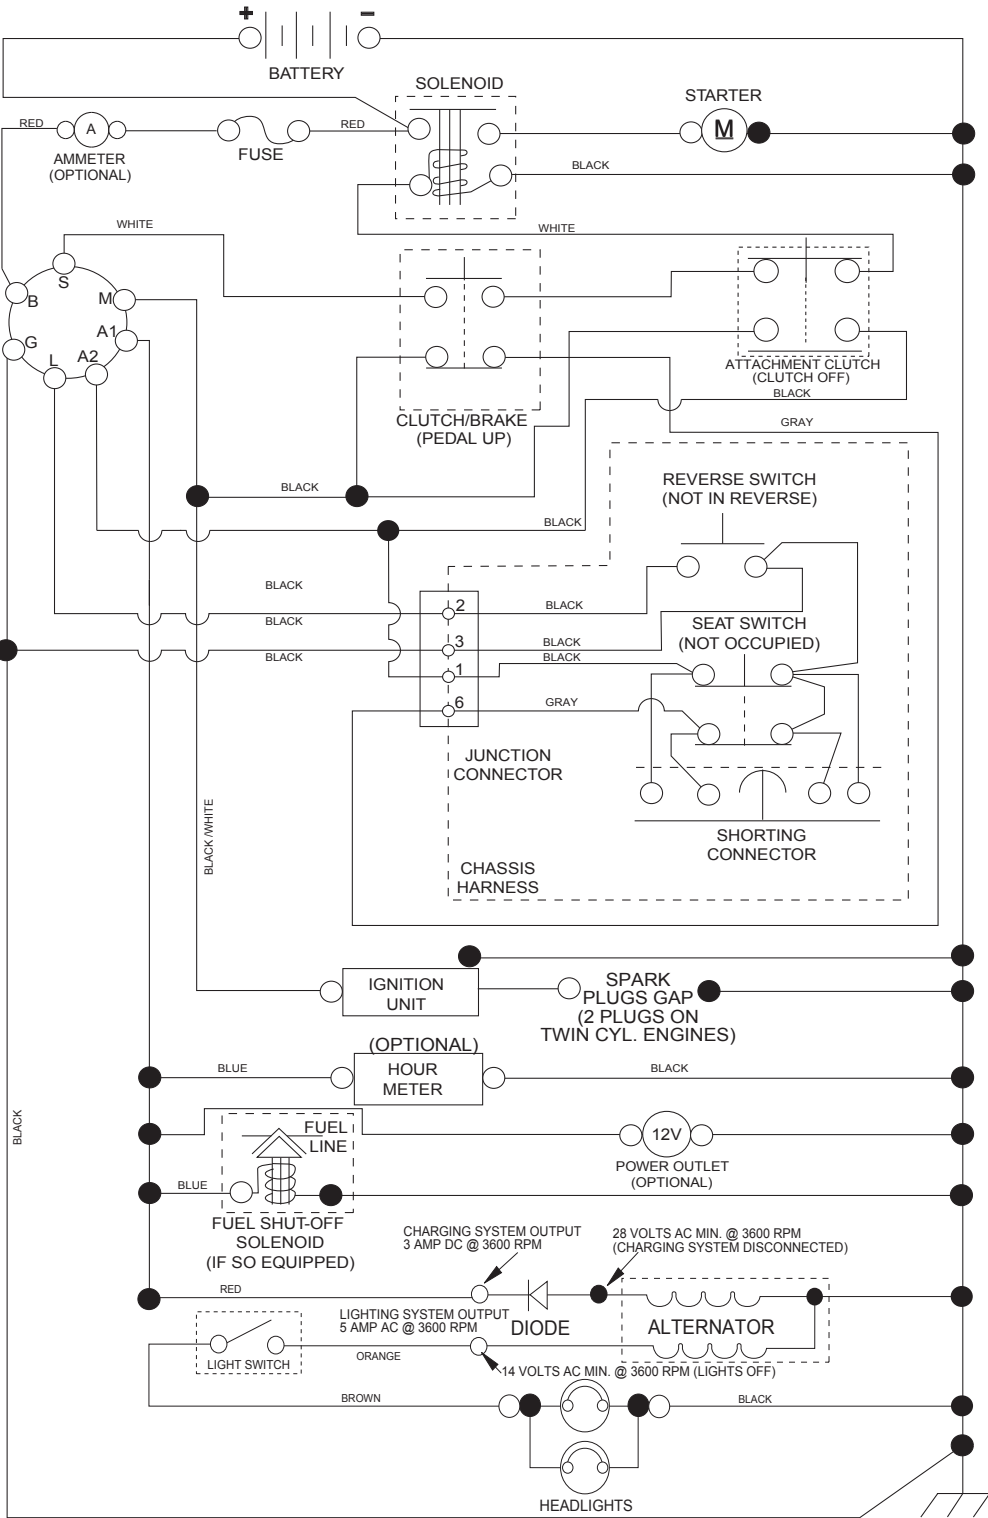 + –
BATTERY
SOLENOID
STARTER
RED
A
RED
M
AMMETER
(OPTIONAL)
FUSE
BLACK
WHITE
WHITE
S
B
M
A1
G
L
A2
ATTACHMENT CLUTCH
(CLUTCH OFF)
BLACK
CLUTCH/BRAKE
(PEDAL UP)
GRAY
REVERSE SWITCH
(NOT IN REVERSE)
BLACK
BLACK
BLACK
2
BLACK
BLACK
SEAT SWITCH
(NOT OCCUPIED)
3
BLACK
BLACK
BLACK
1
6
GRAY
JUNCTION
CONNECTOR
BLACK /WHITE
SHORTING
CONNECTOR
CHASSIS
HARNESS
IGNITION
UNIT
SPARK
PLUGS GAP
(2 PLUGS ON
TWIN CYL. ENGINES)
(OPTIONAL)
HOUR
METER
BLUE
BLACK
BLACK
FUEL
LINE
12V
POWER OUTLET
(OPTIONAL)
BLUE
FUEL SHUT-OFF
SOLENOID
(IF SO EQUIPPED)
CHARGING SYSTEM OUTPUT
3 AMP DC @ 3600 RPM
28 VOLTS AC MIN. @ 3600 RPM
(CHARGING SYSTEM DISCONNECTED)
RED
LIGHTING SYSTEM OUTPUT
5 AMP AC @ 3600 RPM
DIODE
ALTERNATOR
LIGHT SWITCH
ORANGE
14 VOLTS AC MIN. @ 3600 RPM (LIGHTS OFF)
BROWN
BLACK
HEADLIGHTS